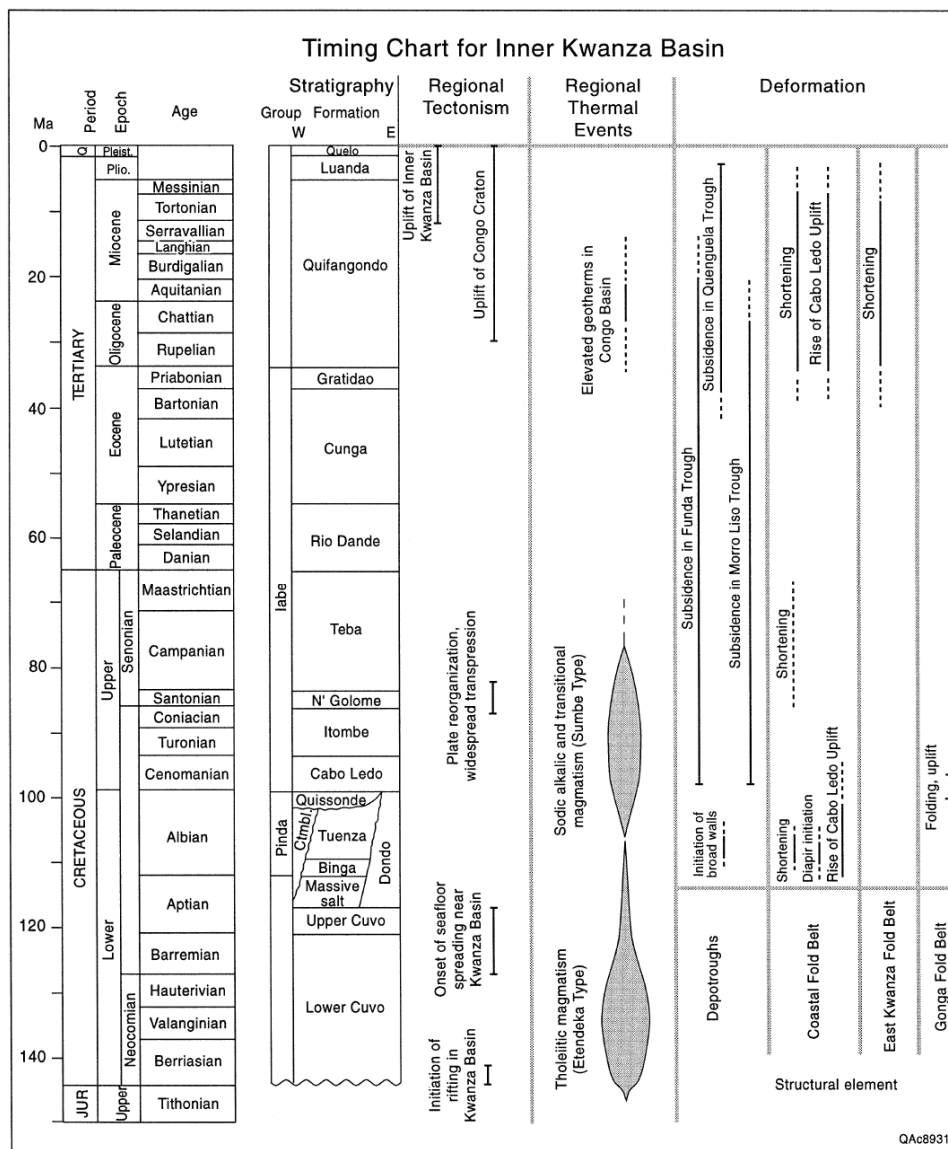 Timing Chart for Inner Kwanza Basin
Stratigraphy
Regional
Tectonism
Regional
Thermal
Events
Deformation
Ma
Period
Epoch
Age
Group
Formation
W
E
0
20
40
60
80
100
120
140
Q
TERTIARY
CRETACEOUS
JUR
Pleist.
Plio.
Miocene
Oligocene
Eocene
Paleocene
Upper
Senonian
Lower
Neocomian
Upper
Messinian
Tortonian
Serravallian
Langhian
Burdigalian
Aquitanian
Chattian
Rupelian
Priabonian
Bartonian
Lutetian
Ypresian
Thanetian
Selandian
Danian
Maastrichtian
Campanian
Santonian
Coniacian
Turonian
Cenomanian
Albian
Aptian
Barremian
Hauterivian
Valanginian
Berriasian
Tithonian
Iabe
Pinda
Quelo
Luanda
Quifangondo
Gratidao
Cunga
Rio Dande
Teba
N' Golome
Itombe
Cabo Ledo
Quissonde
Ctmbl.
Tuenza
Binga
Massive
salt
Dondo
Upper Cuvo
Lower Cuvo
Uplift of Inner
Kwanza Basin
Uplift of Congo Craton
Plate reorganization,
widespread transpression
Onset of seafloor
spreading near
Kwanza Basin
Initiation of
rifting in
Kwanza Basin
Elevated geotherms in
Congo Basin
Sodic alkalic and transitional
magmatism (Sumbe Type)
Tholeiitic magmatism
(Etendeka Type)
Subsidence in Funda Trough
Subsidence in Quenguela Trough
Subsidence in Morro Liso Trough
Initiation of
broad walls
Shortening
Rise of Cabo Ledo Uplift
Shortening
Shortening
Diapir initiation
Rise of Cabo Ledo Uplift
Shortening
Folding, uplift
Depotroughs
Coastal Fold Belt
East Kwanza Fold Belt
Gonga Fold Belt
Structural element
QAc8931